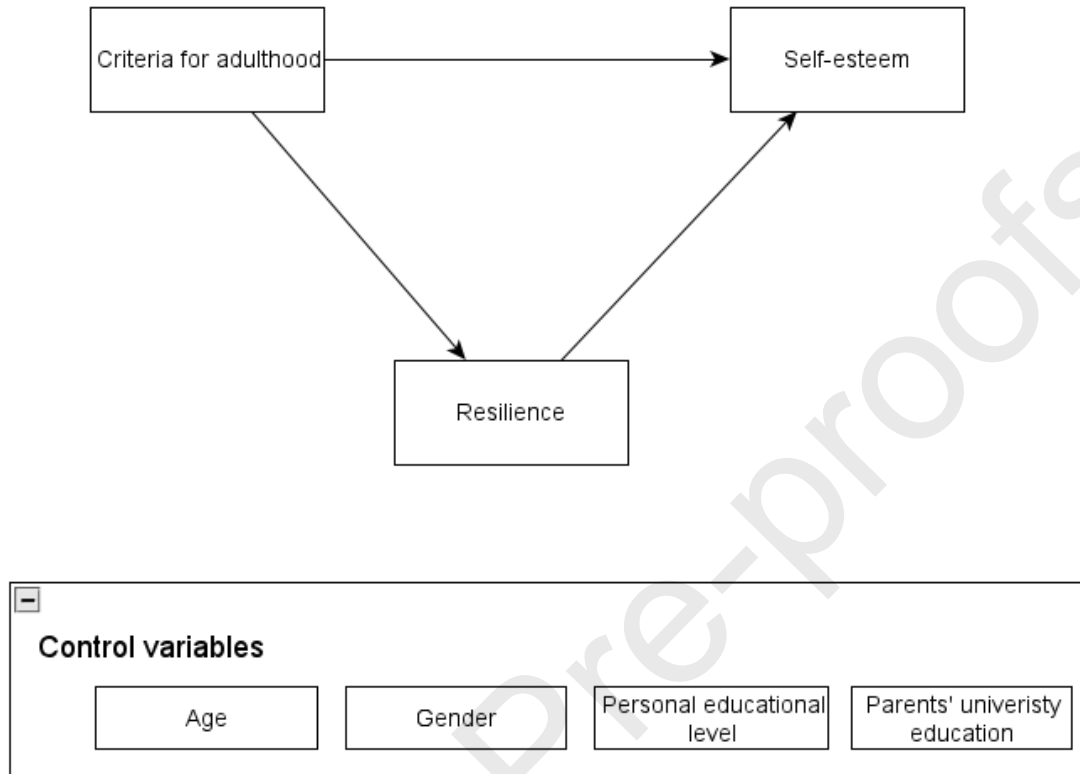 Criteria for adulthood
Self-esteem
Resilience
Control variables
Age
Gender
Personal educational
level
Parents' univeristy
education
Pre-proofs